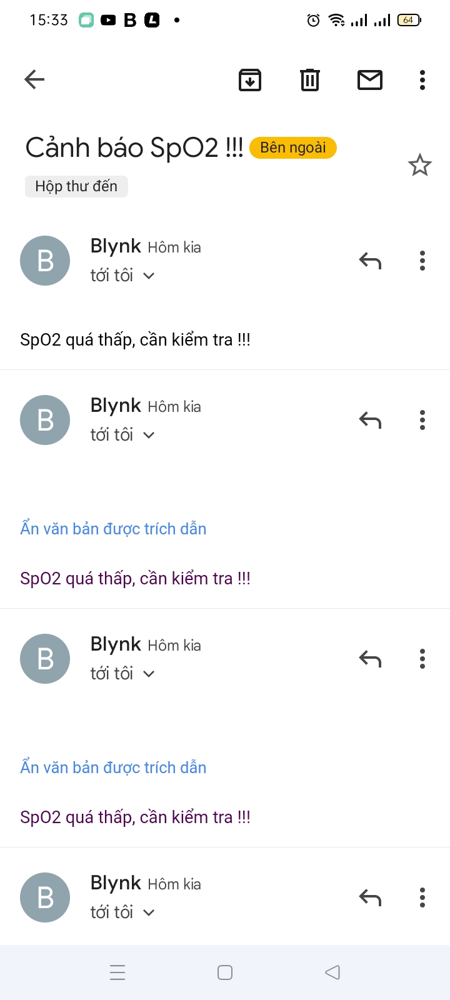 15:33 B L 64
Cảnh báo SpO2 !!! Bên ngoài
Hộp thư đến
B Blynk Hôm kia
tới tôi
SpO2 quá thấp, cần kiểm tra !!!
B Blynk Hôm kia
tới tôi
Ẩn văn bản được trích dẫn
SpO2 quá thấp, cần kiểm tra !!!
B Blynk Hôm kia
tới tôi
Ẩn văn bản được trích dẫn
SpO2 quá thấp, cần kiểm tra !!!
B Blynk Hôm kia
tới tôi